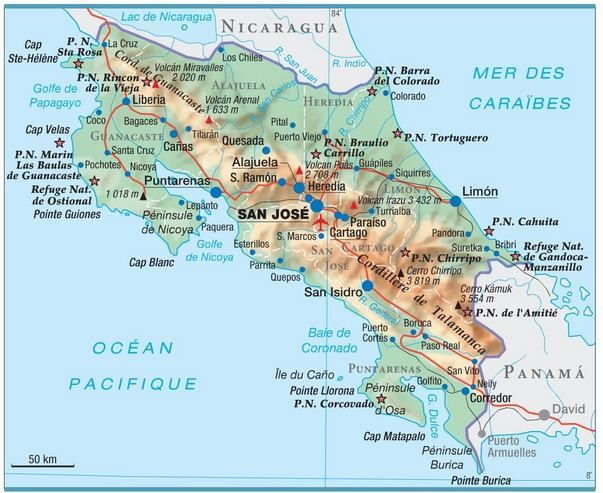 Lac de Nicaragua
NICARAGUA
84°
Cap
Ste-Hélène
P. N.
Sta Rosa
La Cruz
Los Chiles
R. San Juan
R. Indio
Volcán Miravalles
2 020 m
P.N. Rincon
de la Vieja
Cord. de Guanacaste
Golfe de
Papagayo
Liberia
Volcán Arenal
1 633 m
ALAJUELA
R. San Carlos
HEREDIA
R. Chirripo
P.N. Barra
del Colorado
Colorado
MER DES
CARAÏBES
Coco
Bagaces
GUANACASTE
Cañas
Tilarán
Pital
Puerto Viejo
P.N. Tortuguero
Cap Velas
Santa Cruz
Quesada
P.N. Braulio
Carrillo
P.N. Marin
Las Baulas
de Guanacaste
Pochotes
Nicoya
Alajuela
Volcan Poás
2 708 m
Guápiles
Siquirres
Puntarenas
S. Ramón
Heredia
LIMÓN
Limón
Refuge Nat.
de Ostional
1 018 m
Volcan Irazu 3 432 m
Pointe Guiones
Lepanto
SAN JOSÉ
Paraíso
Turrialba
Péninsule
de Nicoya
Paquera
Cartago
Pandora
P.N. Cahuita
Golfe
de Nicoya
Esterillos
S. Marcos
CARTAGO
Suretka
Bribri
Refuge Nat.
de Gandoca-
Manzanillo
Cap Blanc
Parrita
SAN
JOSÉ
P.N. Chirripo
Quepos
Cerro Chirripo
3 819 m
San Isidro
Cordillère de Talamanca
Cerro Kámuk
3 554 m
R. General
P.N. de l'Amitié
Baie de
Coronado
Puerto
Cortés
Boruca
Paso Real
OCÉAN
PACIFIQUE
PUNTARENAS
San Vito
PANAMÁ
Île du Caño
Pointe Llorona
P.N. Corcovado
Péninsule
d'Osa
Golfito
Neily
Corredor
G. Dulce
David
Cap Matapalo
Puerto
Armuelles
Péninsule
Burica
50 km
Pointe Burica
8°